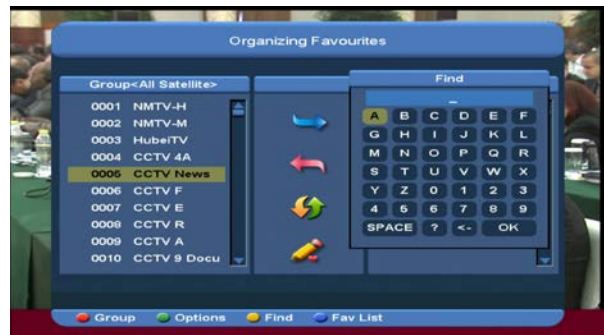 Organizing Favourites
Group<All Satellite>
0001 NMTV-H
0002 NMTV-M
0003 HubeiTV
0004 CCTV 4A
0005 CCTV News
0006 CCTV F
0007 CCTV E
0008 CCTV R
0009 CCTV A
0010 CCTV 9 Docu
Find
_
A B C D E F
G H I J K L
M N O P Q R
S T U V W X
Y Z 0 1 2 3
4 5 6 7 8 9
SPACE ? <- OK
Group Options Find Fav List